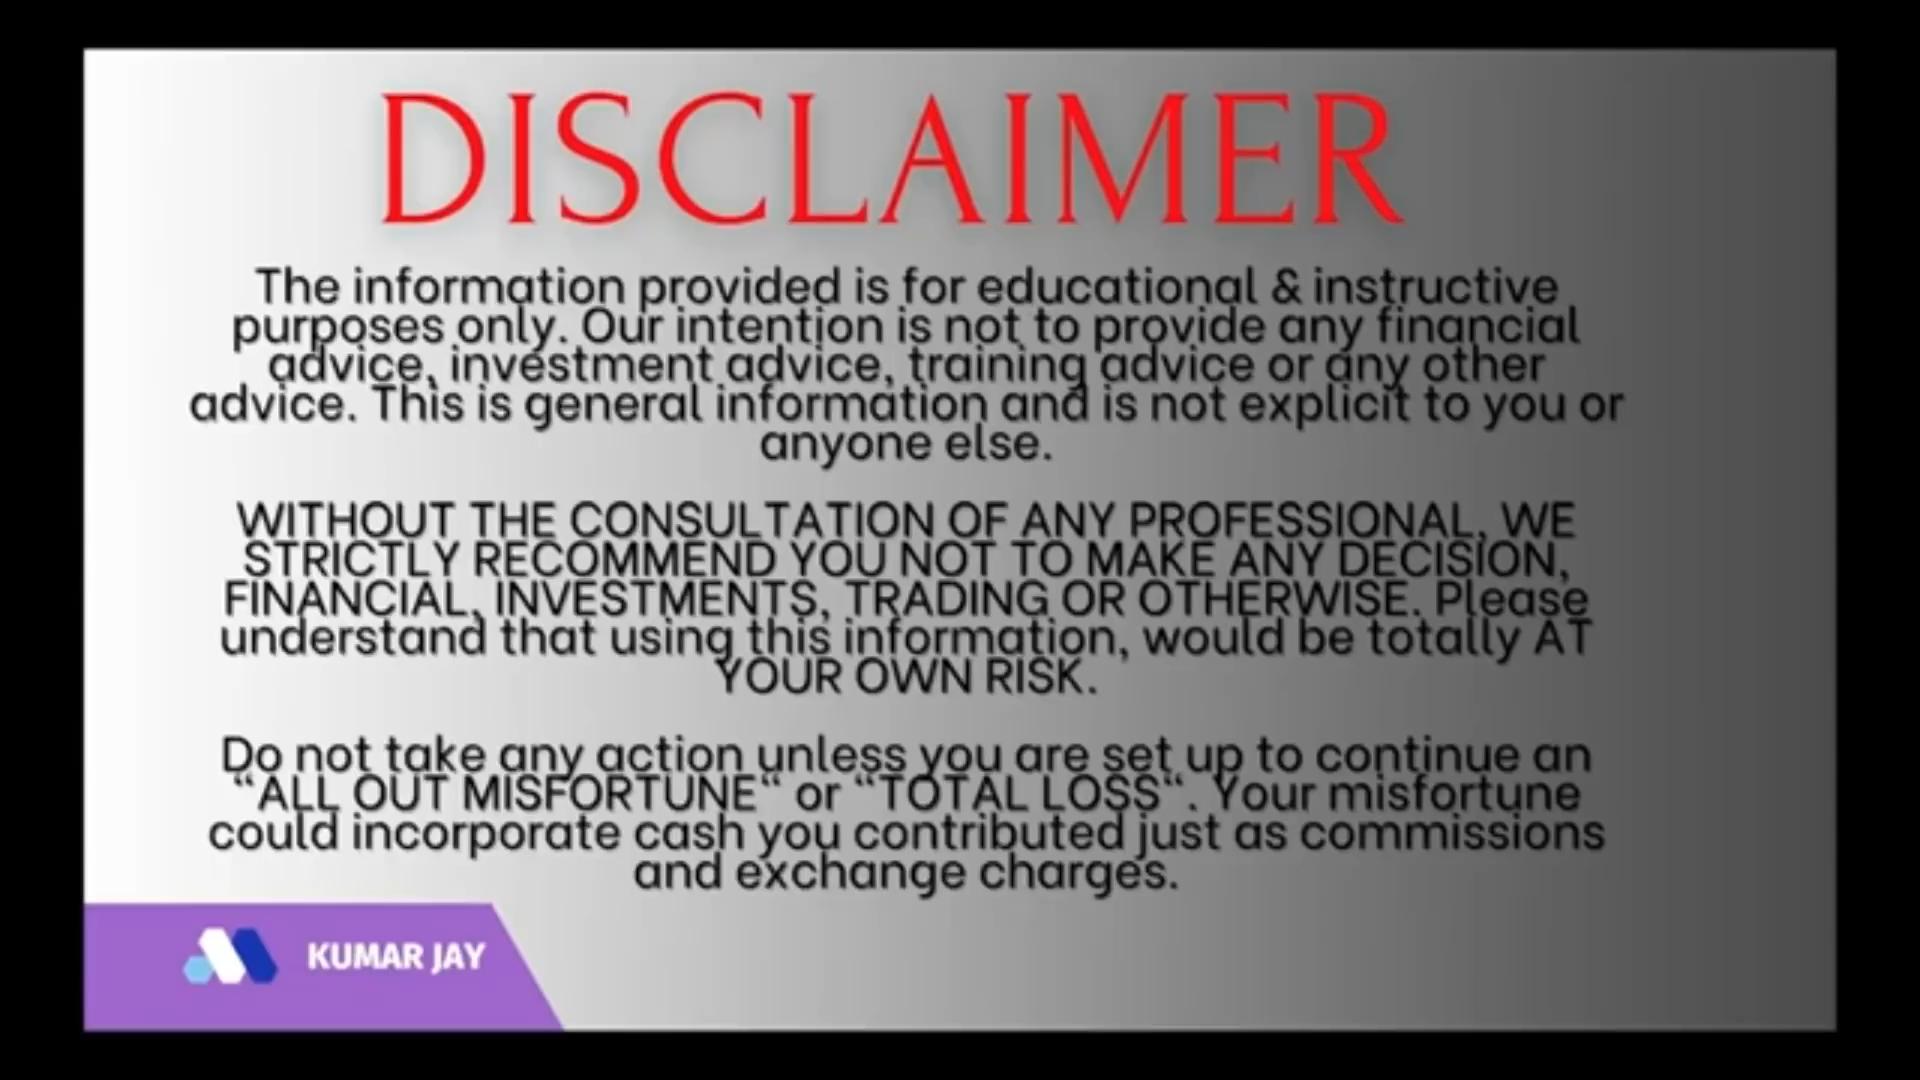 DISCLAIMER
The information provided is for educational & instructive
purposes only. Our intention is not to provide any financial
advice, investment advice, training advice or any other
advice. This is general information and is not explicit to you or
anyone else.
WITHOUT THE CONSULTATION OF ANY PROFESSIONAL, WE
STRICTLY RECOMMEND YOU NOT TO MAKE ANY DECISION,
FINANCIAL, INVESTMENTS, TRADING OR OTHERWISE. Please
understand that using this information, would be totally AT
YOUR OWN RISK.
Do not take any action unless you are set up to continue an
“ALL OUT MISFORTUNE“ or “TOTAL LOSS“. Your misfortune
could incorporate cash you contributed just as commissions
and exchange charges.
KUMAR JAY